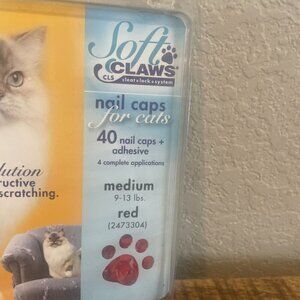 Soft
CLAWS
CLS
cleat•lock•system
nail caps
for cats
40 nail caps +
adhesive
4 complete applications
lution
ructive
scratching.
medium
9-13 lbs.
red
(2473304)